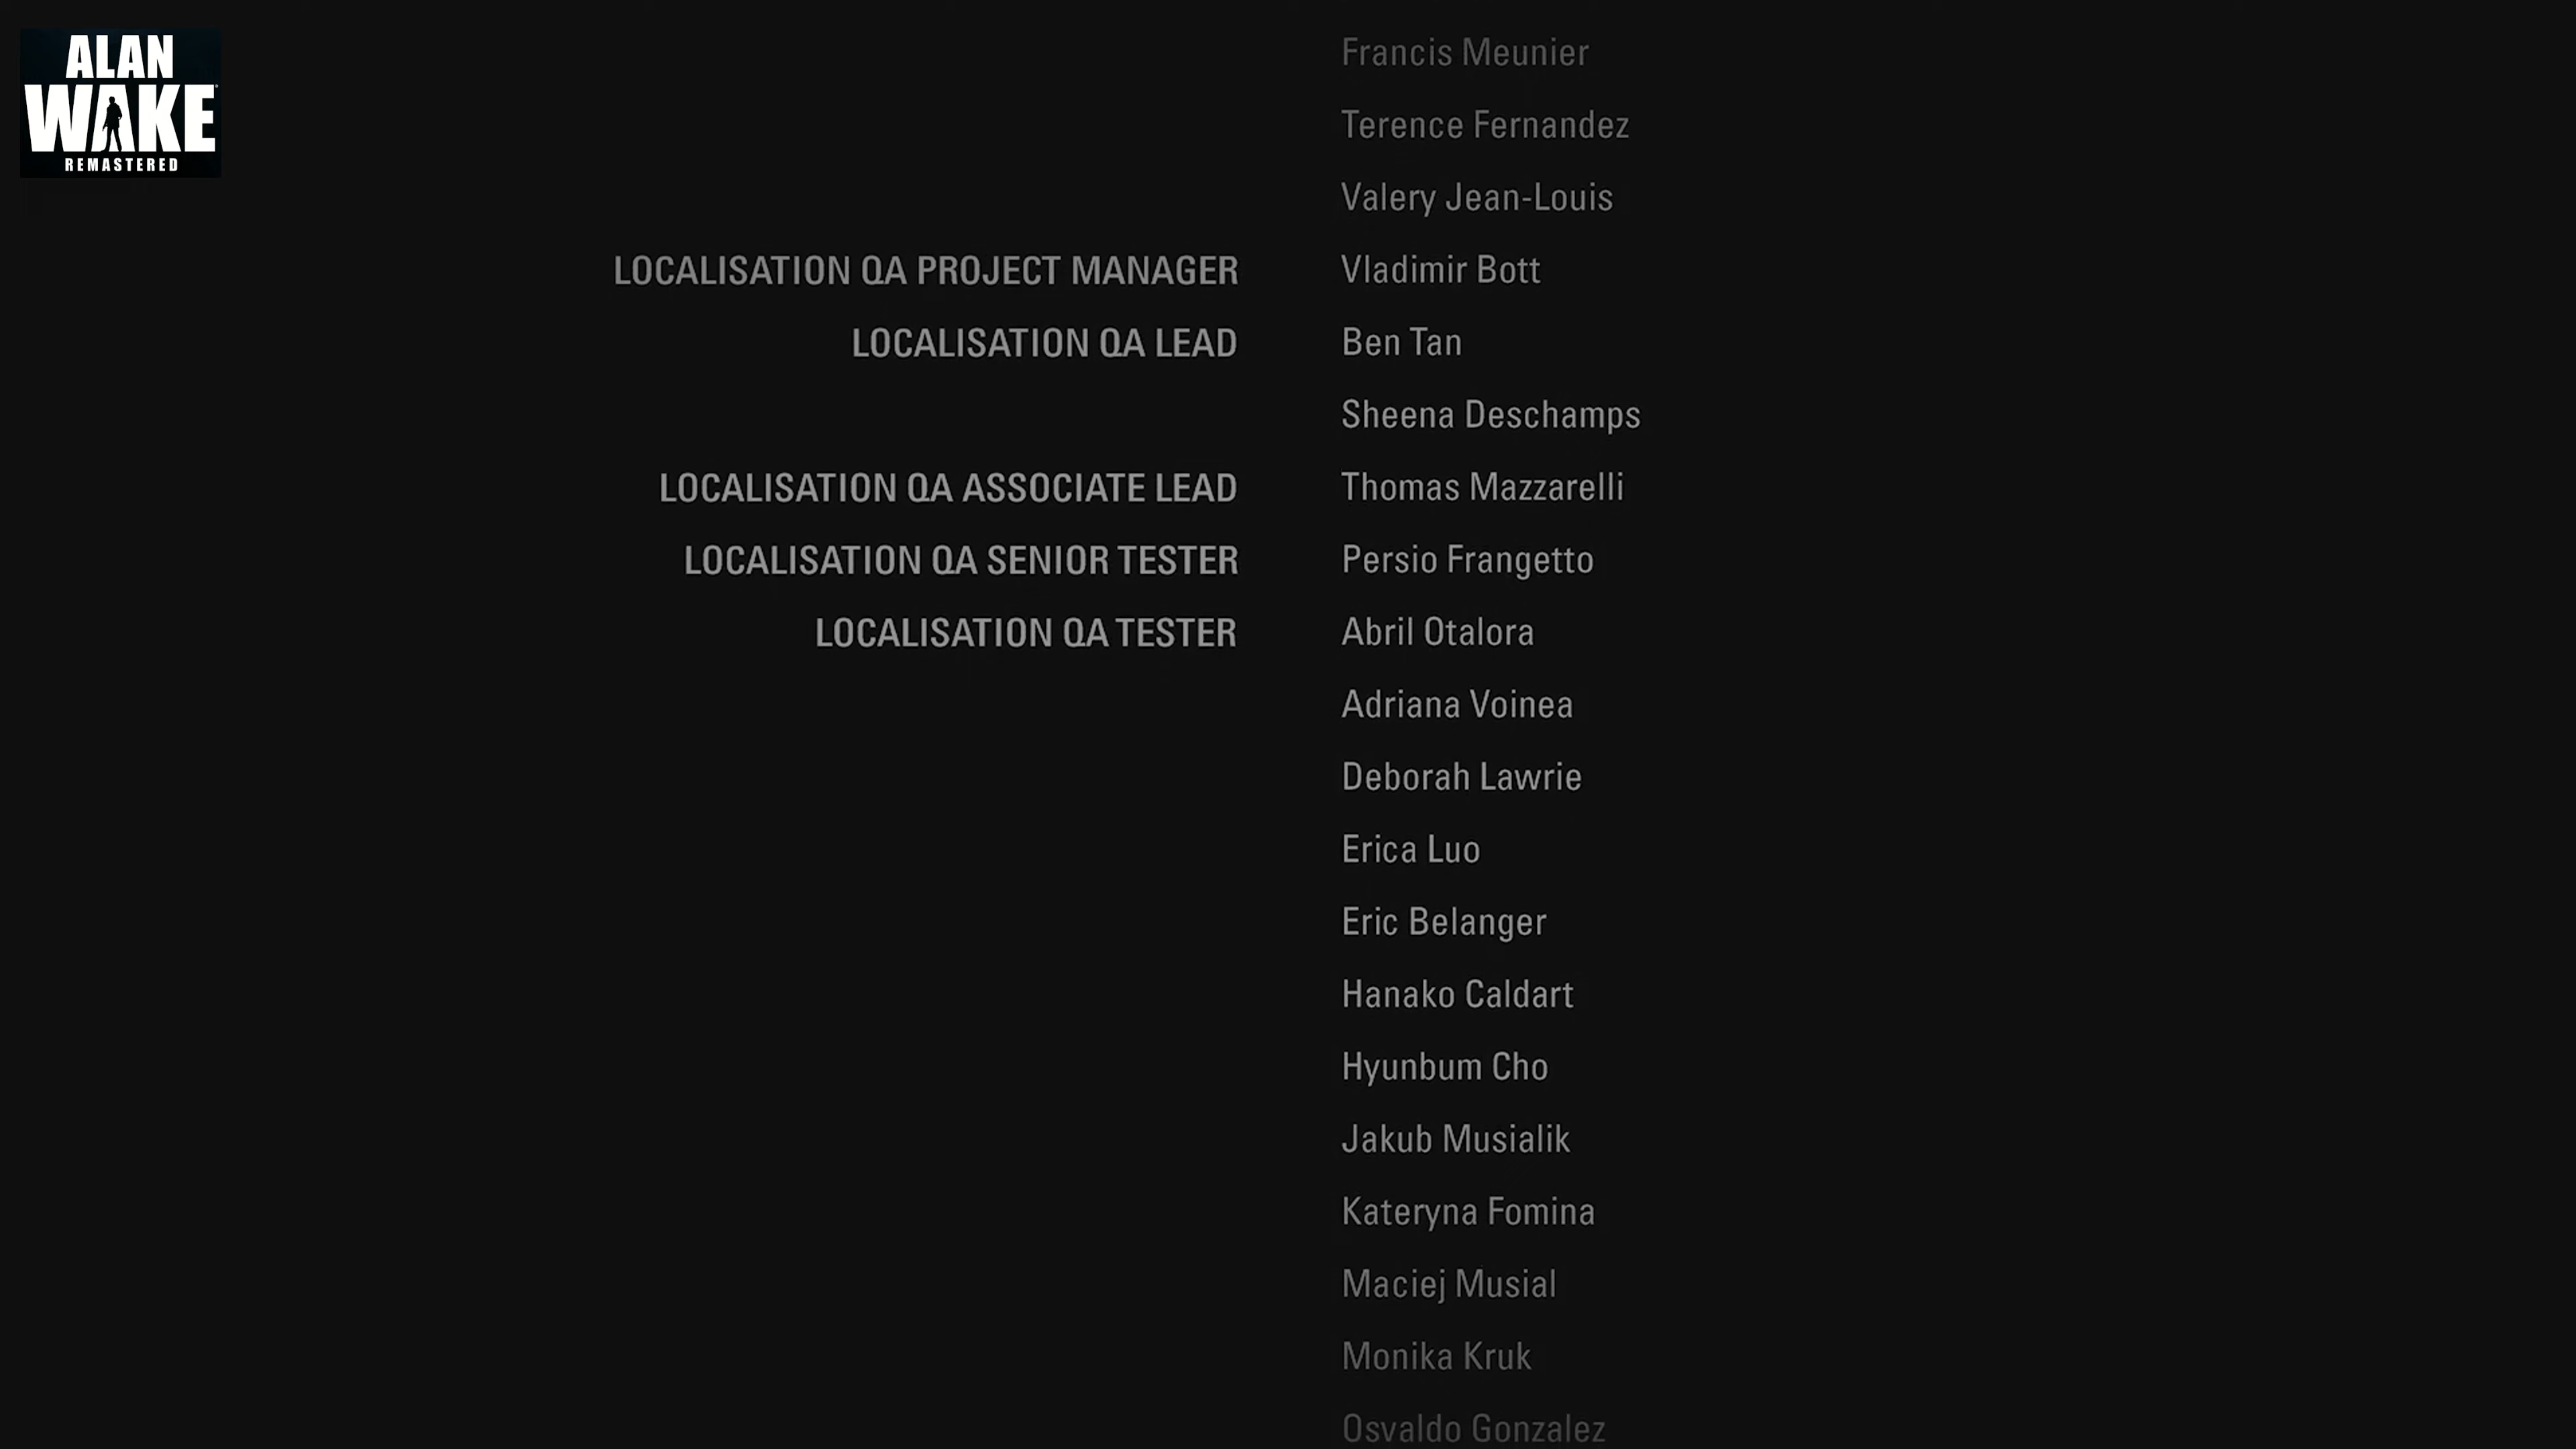 ALAN
WAKE
REMASTERED
Francis Meunier
Terence Fernandez
Valery Jean-Louis
LOCALISATION QA PROJECT MANAGER Vladimir Bott
LOCALISATION QA LEAD Ben Tan
Sheena Deschamps
LOCALISATION QA ASSOCIATE LEAD Thomas Mazzarelli
LOCALISATION QA SENIOR TESTER Persio Frangetto
LOCALISATION QA TESTER Abril Otalora
Adriana Voinea
Deborah Lawrie
Erica Luo
Eric Belanger
Hanako Caldart
Hyunbum Cho
Jakub Musialik
Kateryna Fomina
Maciej Musial
Monika Kruk
Osvaldo Gonzalez